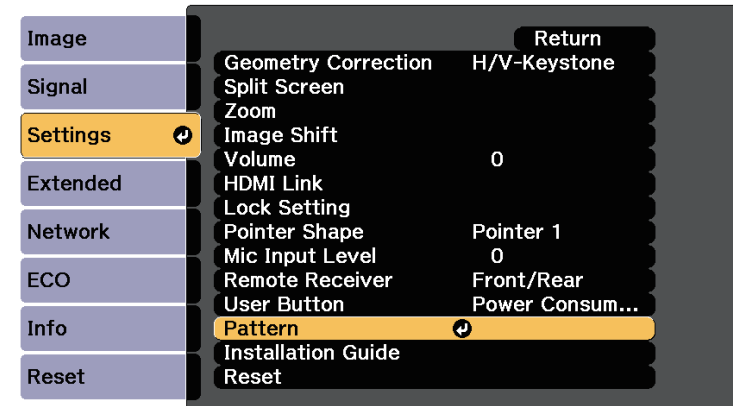 Image
Signal
Settings
Extended
Network
ECO
Info
Reset
Return
Geometry Correction H/V-Keystone
Split Screen
Zoom
Image Shift
Volume 0
HDMI Link
Lock Setting
Pointer Shape Pointer 1
Mic Input Level 0
Remote Receiver Front/Rear
User Button Power Consum...
Pattern
Installation Guide
Reset